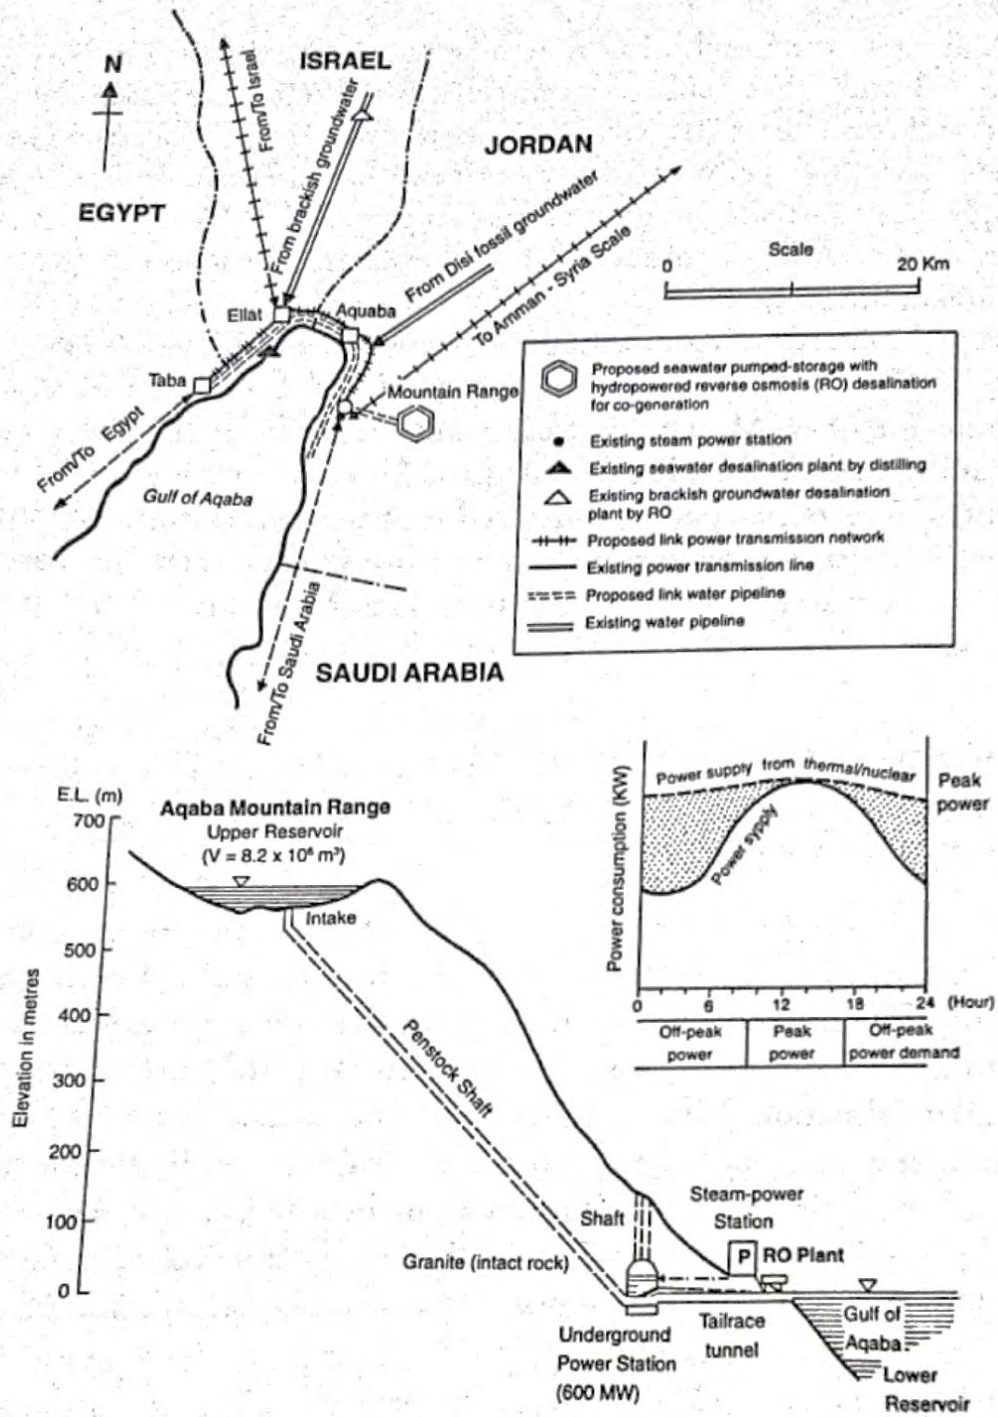 N
ISRAEL
From/To Israel
From brackish groundwater
JORDAN
EGYPT
From Disi fossil groundwater
To Amman - Syria Scale
Scale
0
20 Km
Ellat
Aquaba
Taba
Mountain Range
From/To Egypt
Gulf of Aqaba
From/To Saudi Arabia
SAUDI ARABIA
Proposed seawater pumped-storage with
hydropowered reverse osmosis (RO) desalination
for co-generation
Existing steam power station
Existing seawater desalination plant by distilling
Existing brackish groundwater desalination
plant by RO
Proposed link power transmission network
Existing power transmission line
Proposed link water pipeline
Existing water pipeline
E.L. (m)
700
600
500
400
300
200
100
0
Elevation in metres
Aqaba Mountain Range
Upper Reservoir
(V = 8.2 x 10⁶ m³)
Intake
Penstock Shaft
Granite (intact rock)
Shaft
Steam-power
Station
P
RO Plant
Underground
Power Station
(600 MW)
Tailrace
tunnel
Gulf of
Aqaba
Lower
Reservoir
Power consumption (KW)
Power supply from thermal/nuclear
Peak
power
Power sypply
0
6
12
18
24
(Hour)
Off-peak
power
Peak
power
Off-peak
power demand